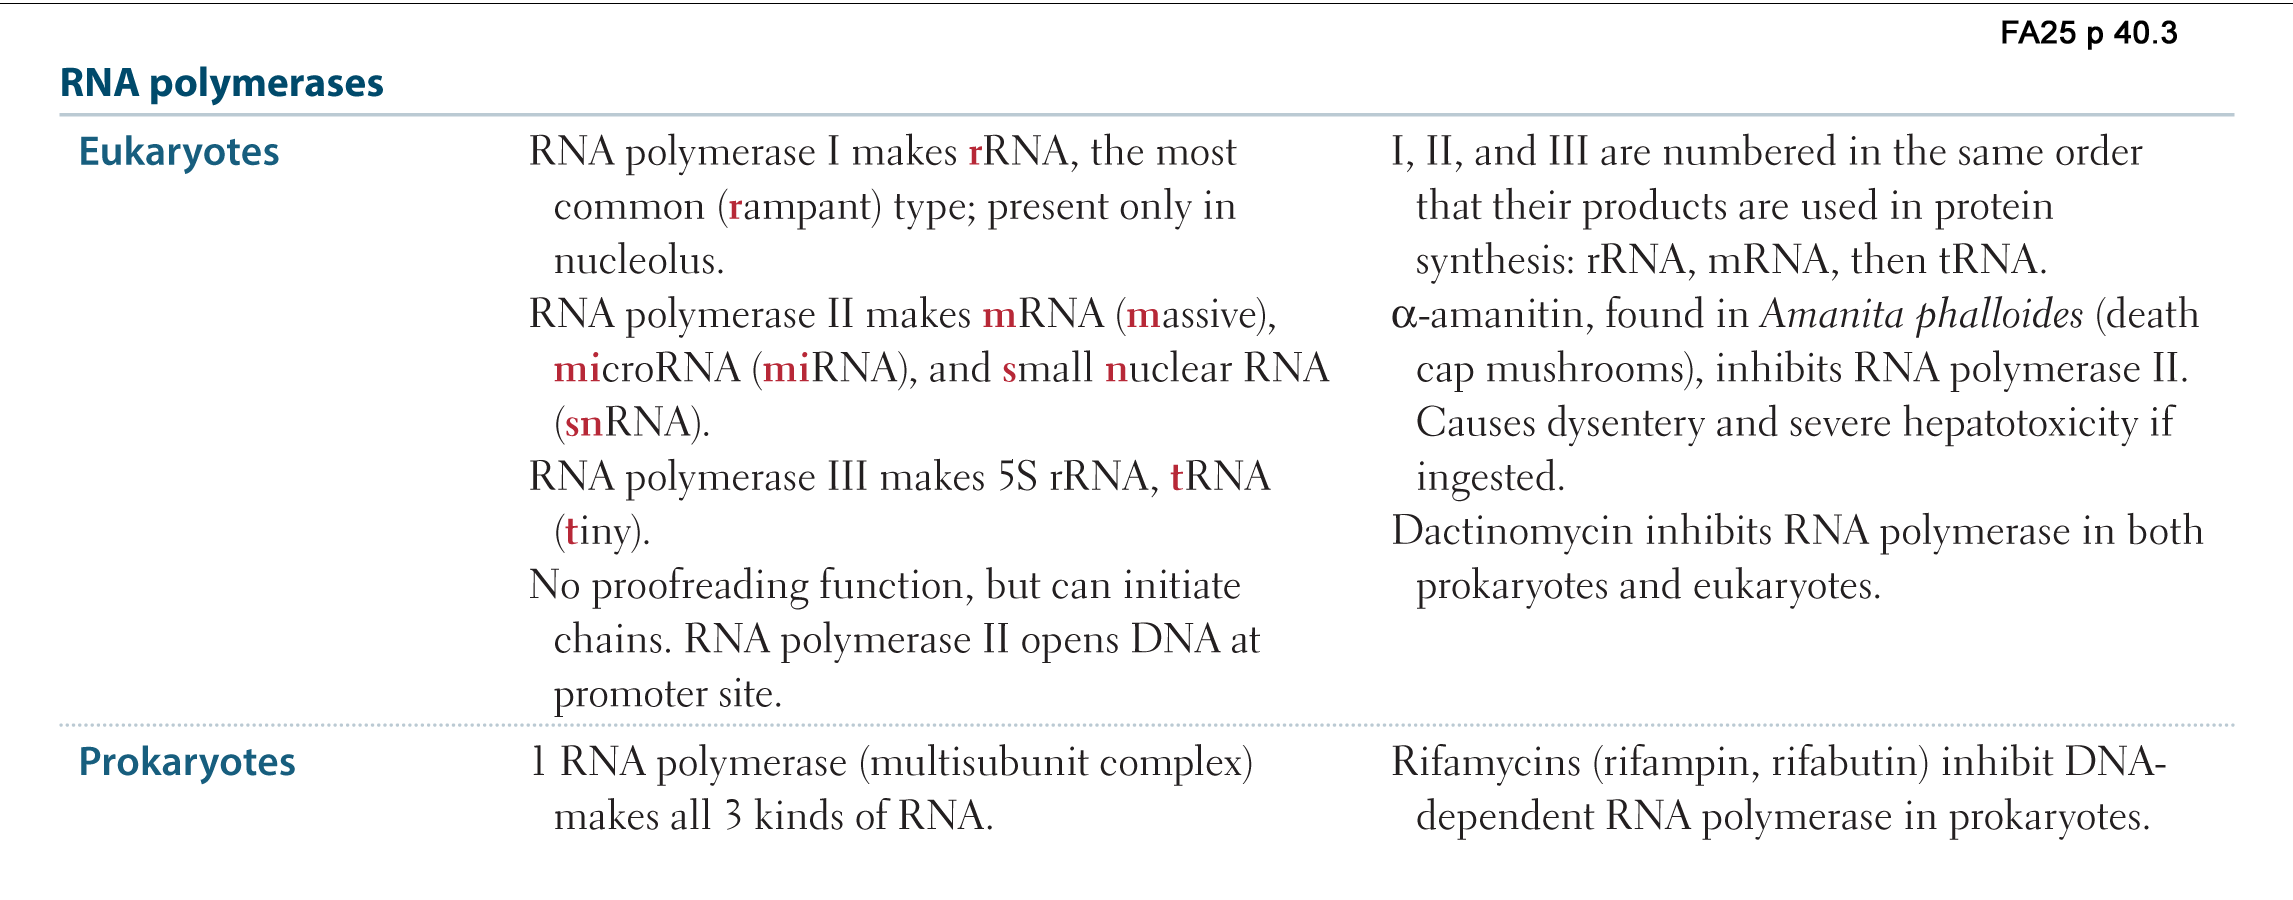 FA25 p 40.3
RNA polymerases
Eukaryotes
RNA polymerase I makes rRNA, the most
common (rampant) type; present only in
nucleolus.
RNA polymerase II makes mRNA (massive),
microRNA (miRNA), and small nuclear RNA
(snRNA).
RNA polymerase III makes 5S rRNA, tRNA
(tiny).
No proofreading function, but can initiate
chains. RNA polymerase II opens DNA at
promoter site.
I, II, and III are numbered in the same order
that their products are used in protein
synthesis: rRNA, mRNA, then tRNA.
α-amanitin, found in Amanita phalloides (death
cap mushrooms), inhibits RNA polymerase II.
Causes dysentery and severe hepatotoxicity if
ingested.
Dactinomycin inhibits RNA polymerase in both
prokaryotes and eukaryotes.
Prokaryotes
1 RNA polymerase (multisubunit complex)
makes all 3 kinds of RNA.
Rifamycins (rifampin, rifabutin) inhibit DNA-
dependent RNA polymerase in prokaryotes.